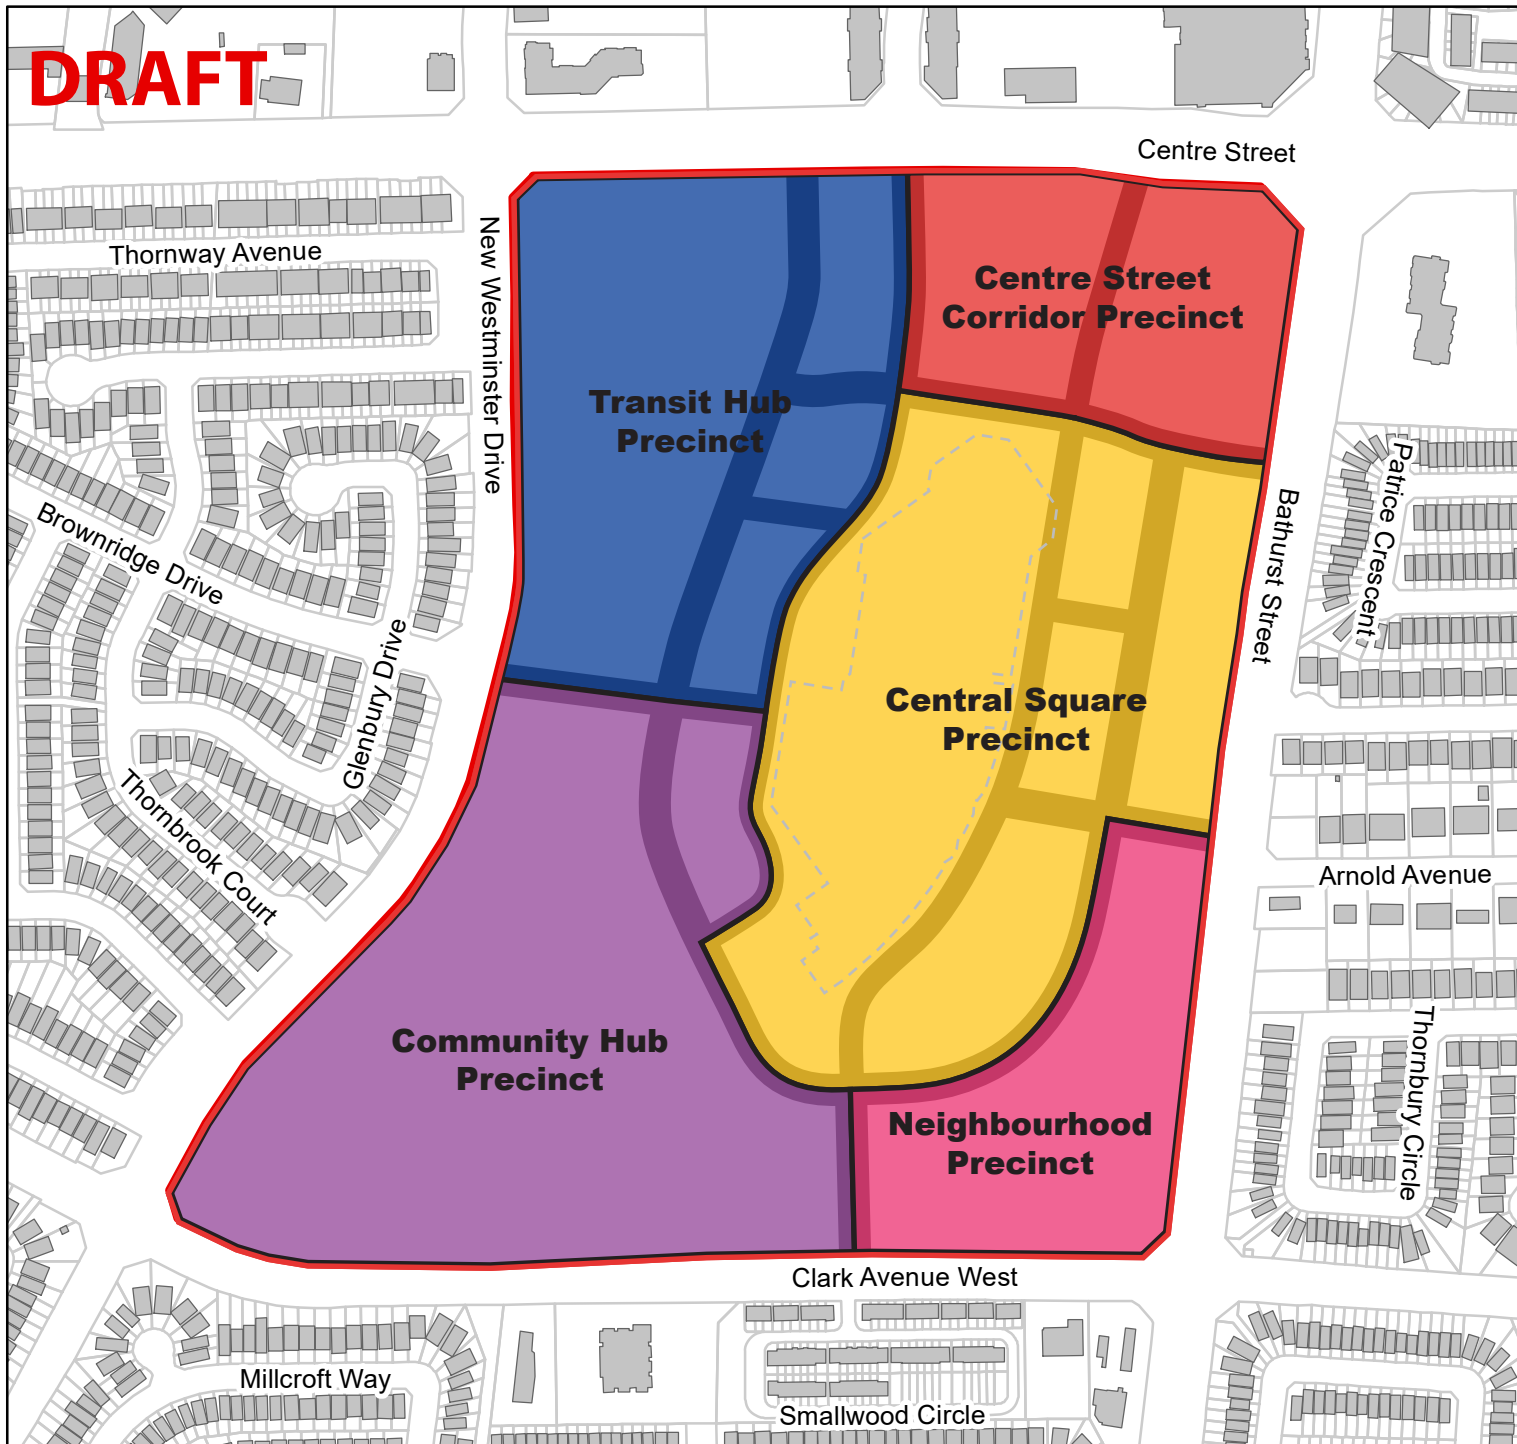 DRAFT
Centre Street
Thornway Avenue
New Westminster Drive
Centre Street
Corridor Precinct
Transit Hub
Precinct
Patrice Crescent
Bathurst Street
Brownridge Drive
Glenbury Drive
Central Square
Precinct
Thornbrook Court
Arnold Avenue
Community Hub
Precinct
Thornbury Circle
Neighbourhood
Precinct
Clark Avenue West
Millcroft Way
Smallwood Circle